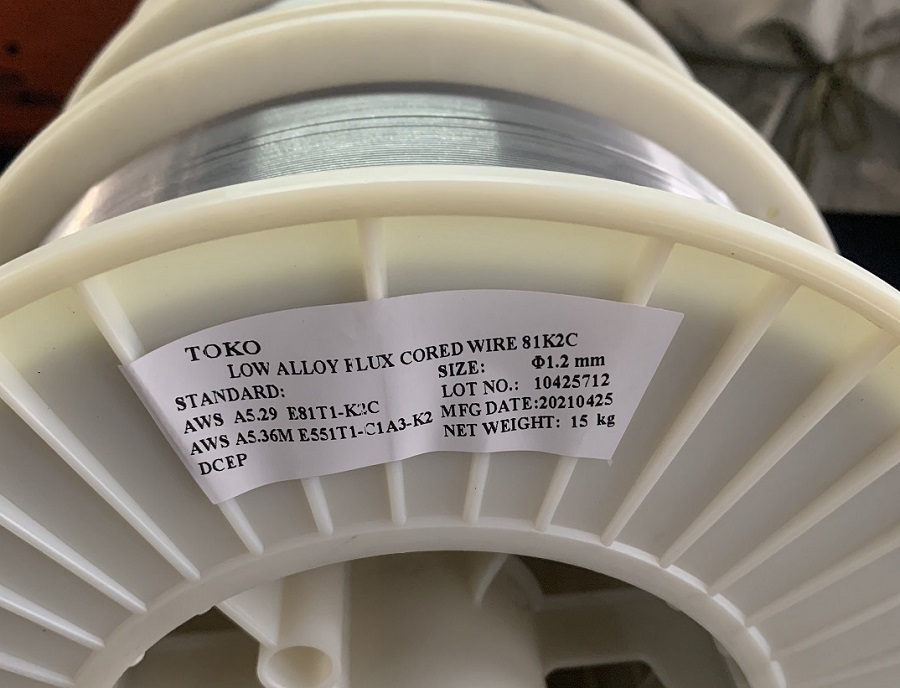 TOKO
LOW ALLOY FLUX CORED WIRE 81K2C
STANDARD:
AWS A5.29 E81T1-K2C
AWS A5.36M E551T1-C1A3-K2
DCEP
SIZE: Φ1.2 mm
LOT NO.: 10425712
MFG DATE:20210425
NET WEIGHT: 15 kg